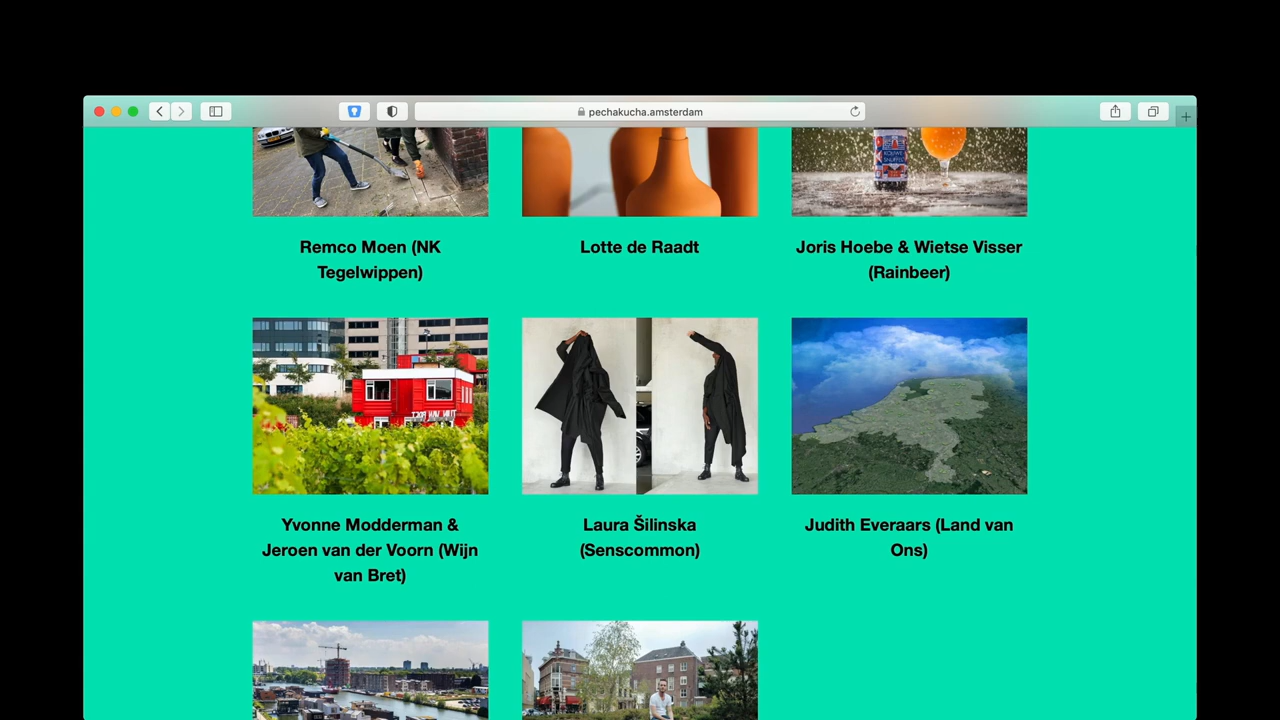 pechakucha.amsterdam
Remco Moen (NK
Tegelwippen)
Lotte de Raadt
Joris Hoebe & Wietse Visser
(Rainbeer)
Yvonne Modderman &
Jeroen van der Voorn (Wijn
van Bret)
Laura Šilinska
(Senscommon)
Judith Everaars (Land van
Ons)